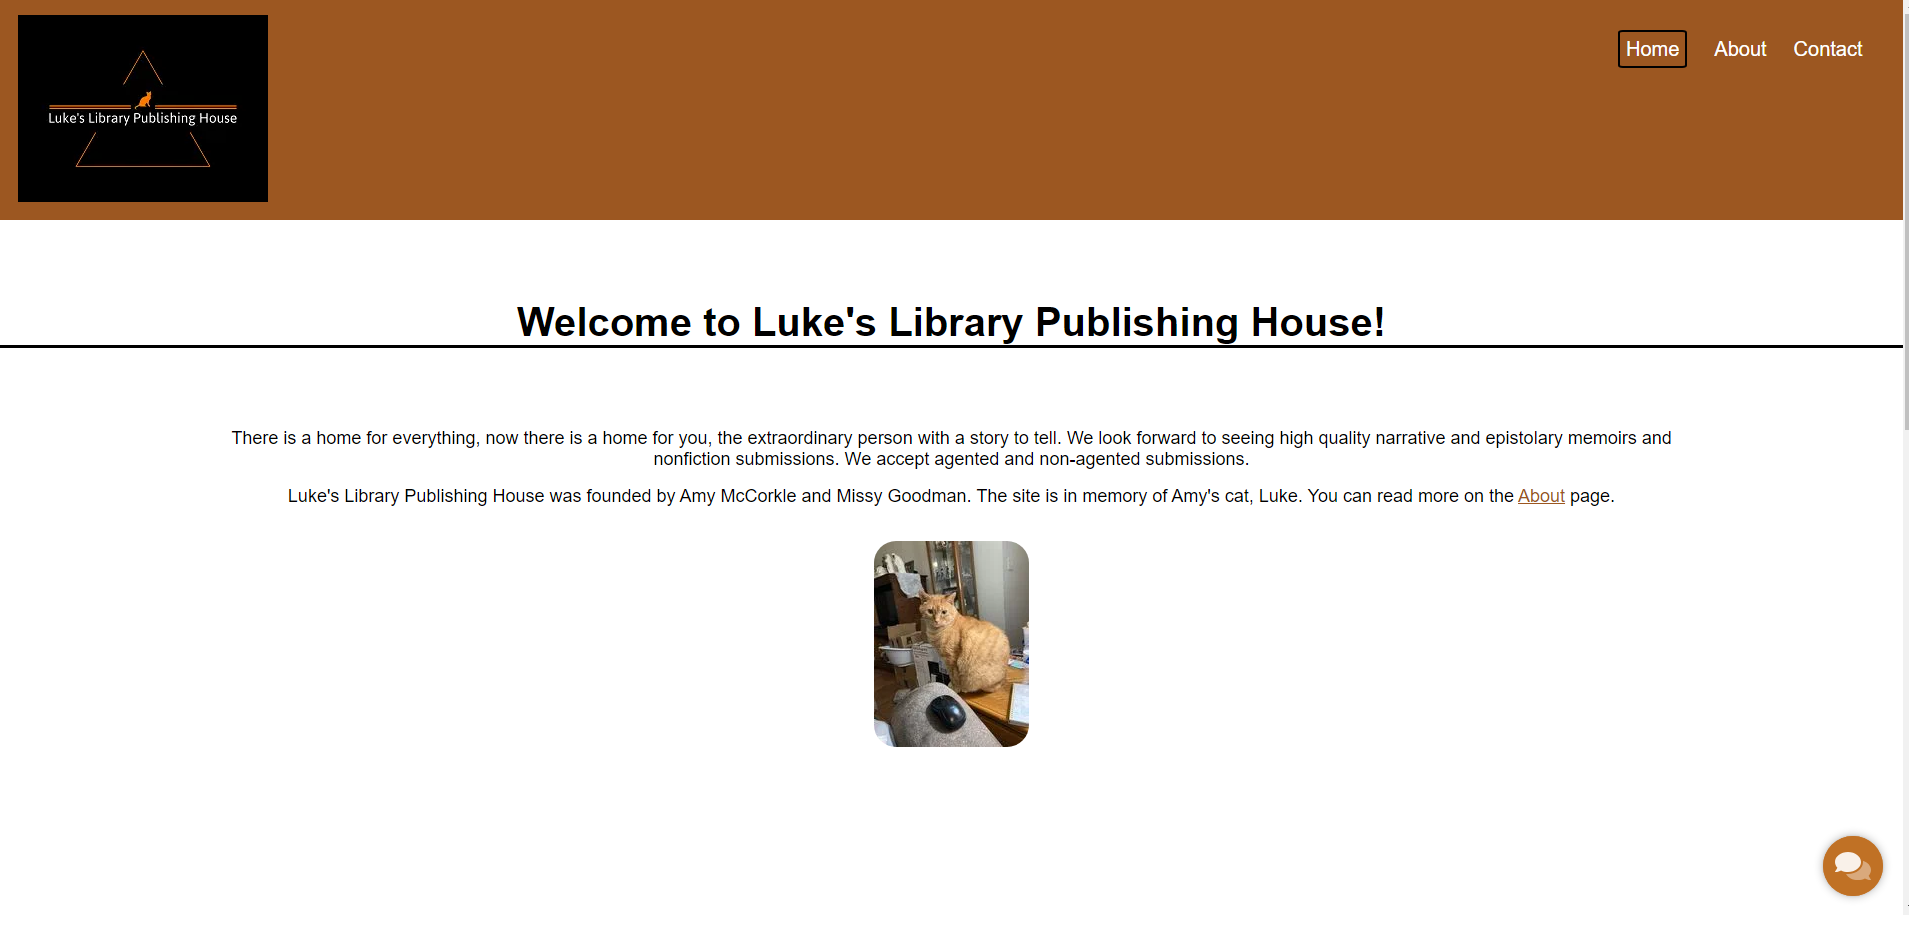 Luke's Library Publishing House
Home About Contact
Welcome to Luke's Library Publishing House!
There is a home for everything, now there is a home for you, the extraordinary person with a story to tell. We look forward to seeing high quality narrative and epistolary memoirs and
nonfiction submissions. We accept agented and non-agented submissions.
Luke's Library Publishing House was founded by Amy McCorkle and Missy Goodman. The site is in memory of Amy's cat, Luke. You can read more on the About page.